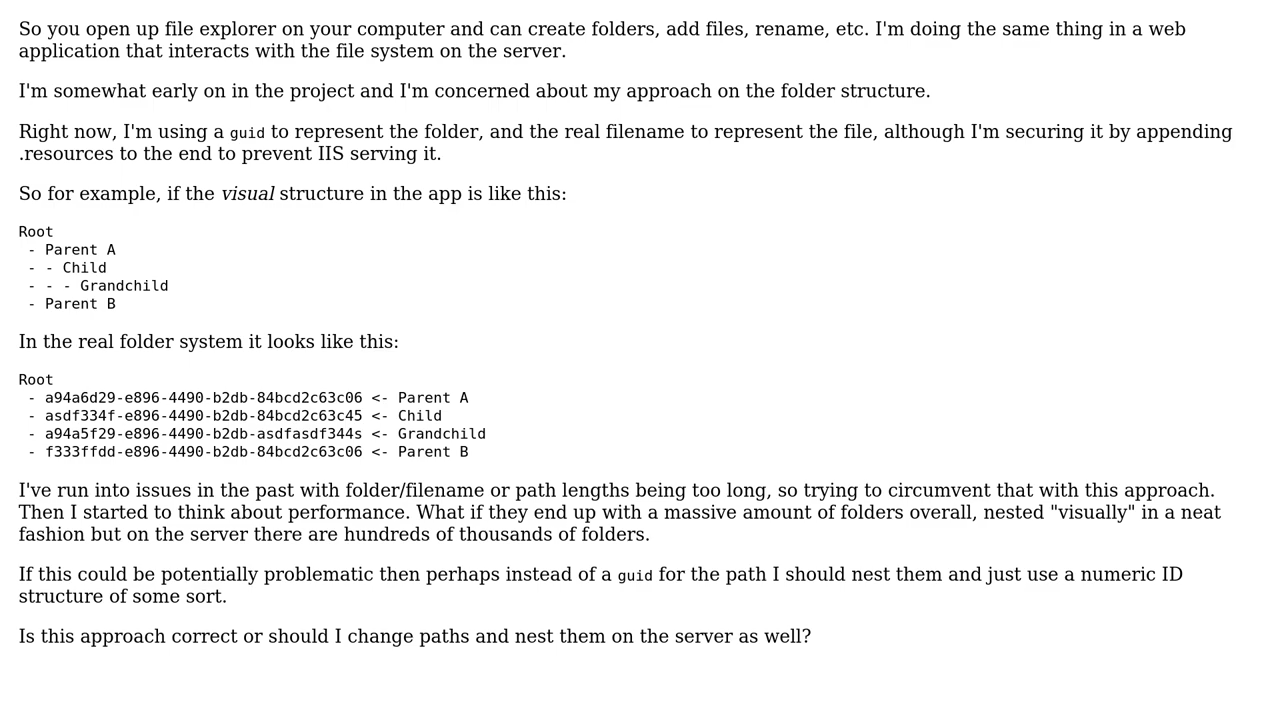 So you open up file explorer on your computer and can create folders, add files, rename, etc. I'm doing the same thing in a web
application that interacts with the file system on the server.
I'm somewhat early on in the project and I'm concerned about my approach on the folder structure.
Right now, I'm using a guid to represent the folder, and the real filename to represent the file, although I'm securing it by appending
.resources to the end to prevent IIS serving it.
So for example, if the visual structure in the app is like this:
Root
- Parent A
- - Child
- - - Grandchild
- Parent B
In the real folder system it looks like this:
Root
- a94a6d29-e896-4490-b2db-84bcd2c63c06 <- Parent A
- asdf334f-e896-4490-b2db-84bcd2c63c45 <- Child
- a94a5f29-e896-4490-b2db-asdfasdf344s <- Grandchild
- f333ffdd-e896-4490-b2db-84bcd2c63c06 <- Parent B
I've run into issues in the past with folder/filename or path lengths being too long, so trying to circumvent that with this approach.
Then I started to think about performance. What if they end up with a massive amount of folders overall, nested "visually" in a neat
fashion but on the server there are hundreds of thousands of folders.
If this could be potentially problematic then perhaps instead of a guid for the path I should nest them and just use a numeric ID
structure of some sort.
Is this approach correct or should I change paths and nest them on the server as well?